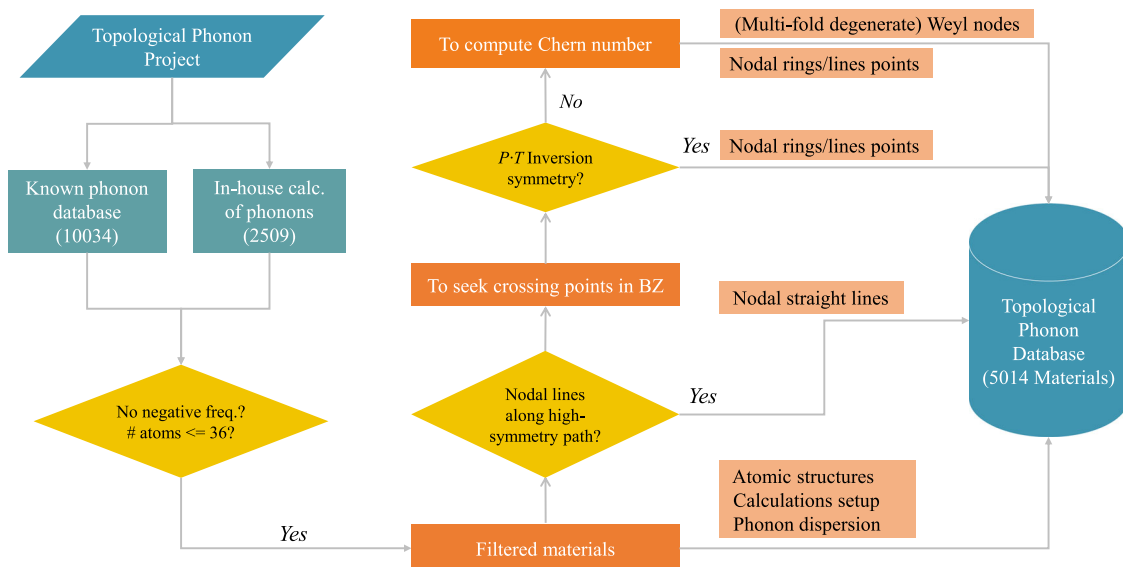 Topological Phonon
Project
Known phonon
database
(10034)
In-house calc.
of phonons
(2509)
No negative freq.?
# atoms <= 36?
Yes
Filtered materials
Atomic structures
Calculations setup
Phonon dispersion
Nodal lines
along high-
symmetry path?
Yes
Nodal straight lines
To seek crossing points in BZ
P·T Inversion
symmetry?
Yes
Nodal rings/lines points
No
To compute Chern number
(Multi-fold degenerate) Weyl nodes
Nodal rings/lines points
Topological
Phonon
Database
(5014 Materials)